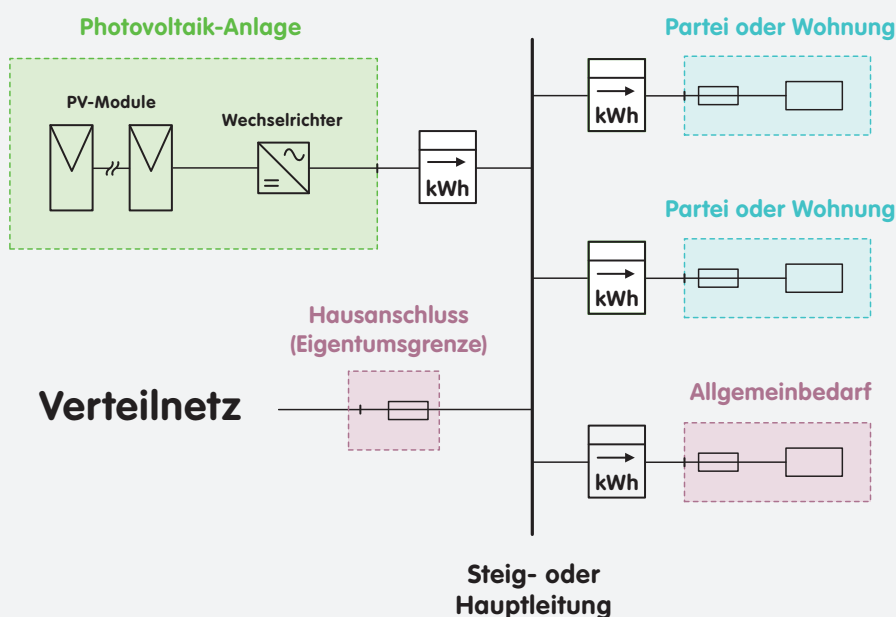 Photovoltaik-Anlage
PV-Module
Wechselrichter
kWh
Partei oder Wohnung
kWh
Partei oder Wohnung
kWh
Hausanschluss
(Eigentumsgrenze)
Verteilnetz
Allgemeinbedarf
kWh
Steig- oder
Hauptleitung